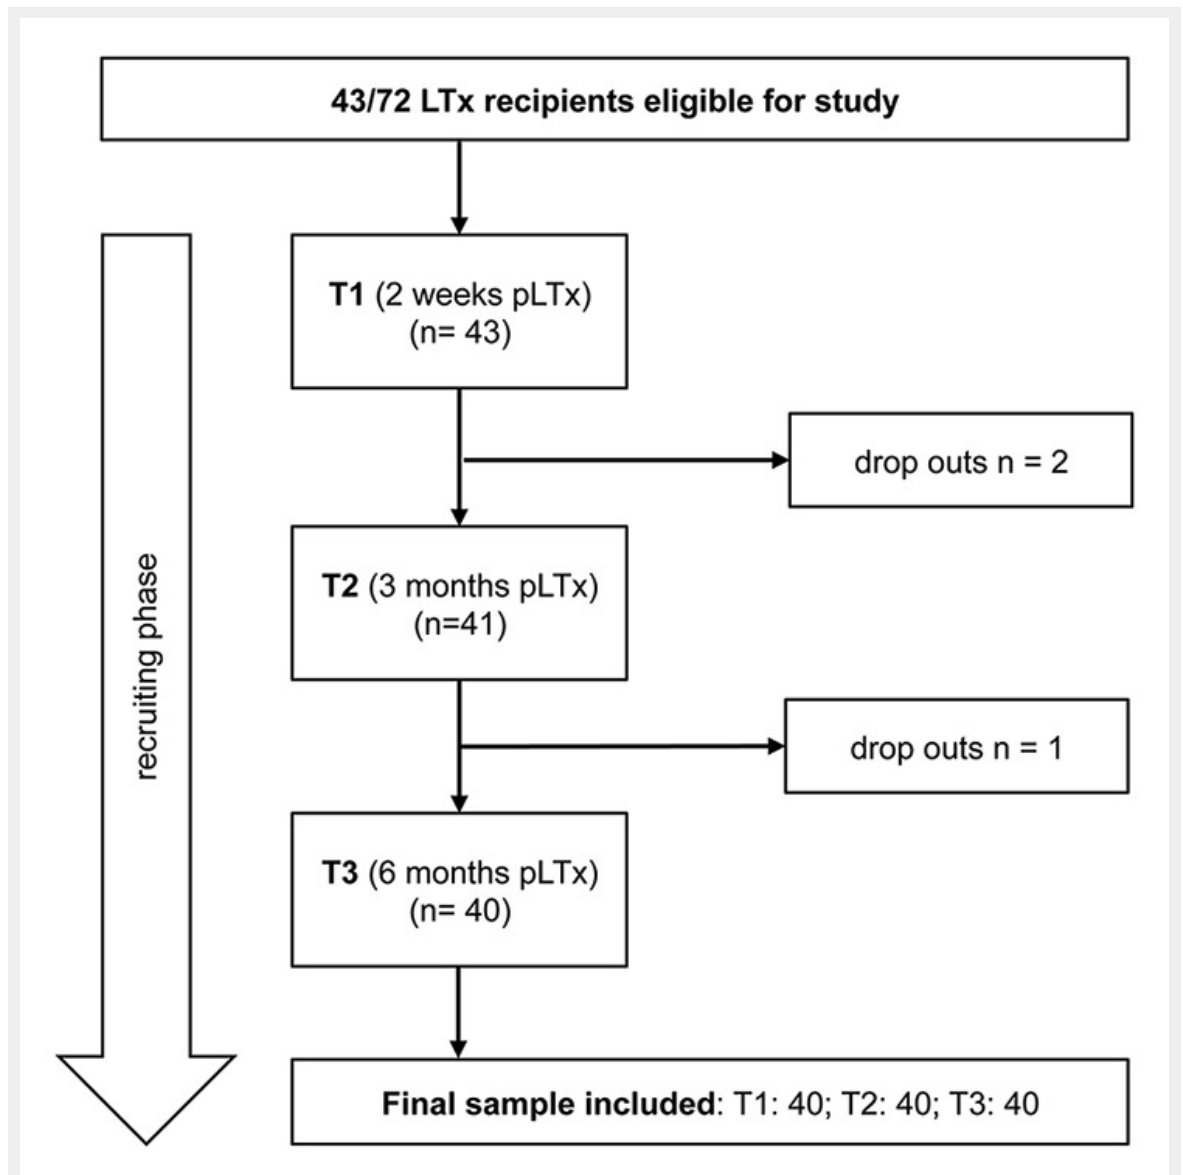 43/72 LTx recipients eligible for study
T1 (2 weeks pLTx)
(n= 43)
drop outs n = 2
T2 (3 months pLTx)
(n=41)
recruiting phase
drop outs n = 1
T3 (6 months pLTx)
(n= 40)
Final sample included: T1: 40; T2: 40; T3: 40